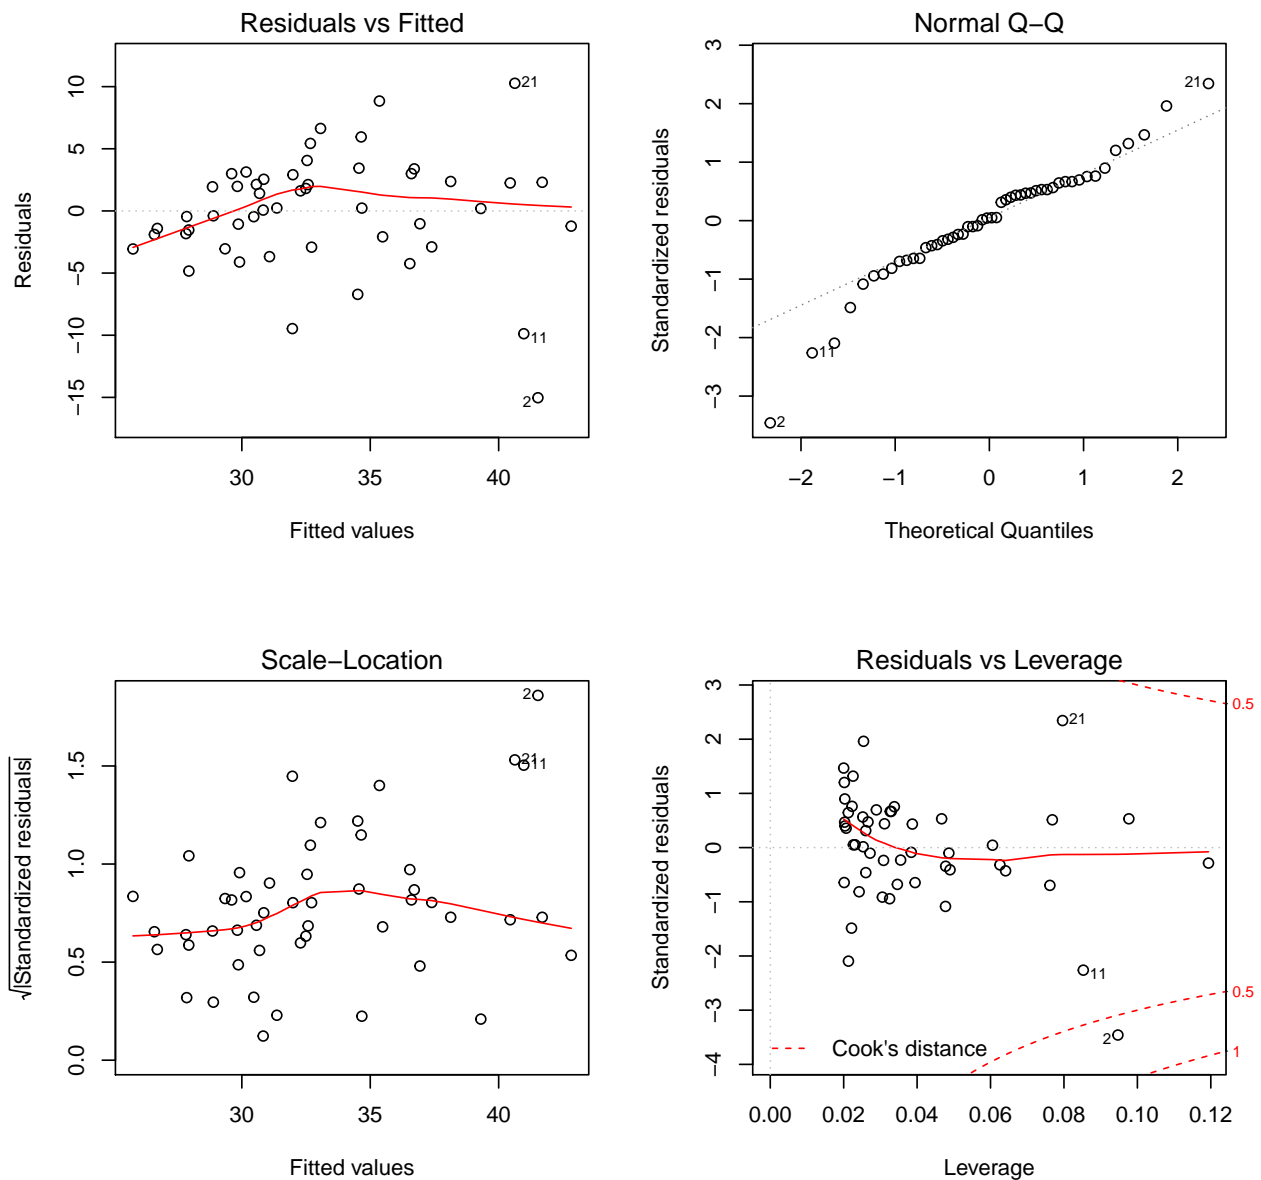 Residuals vs Fitted
Residuals
10
5
0
−5
−10
−15
21
11
2
30 35 40
Fitted values
Normal Q−Q
Standardized residuals
3
2
1
0
−1
−2
−3
21
11
2
−2 −1 0 1 2
Theoretical Quantiles
Scale−Location
√|Standardized residuals|
1.5
1.0
0.5
0.0
2
21
11
30 35 40
Fitted values
Residuals vs Leverage
Standardized residuals
3
2
1
0
−1
−2
−3
−4
0.5
21
11
0.5
2
1
Cook's distance
0.00 0.02 0.04 0.06 0.08 0.10 0.12
Leverage